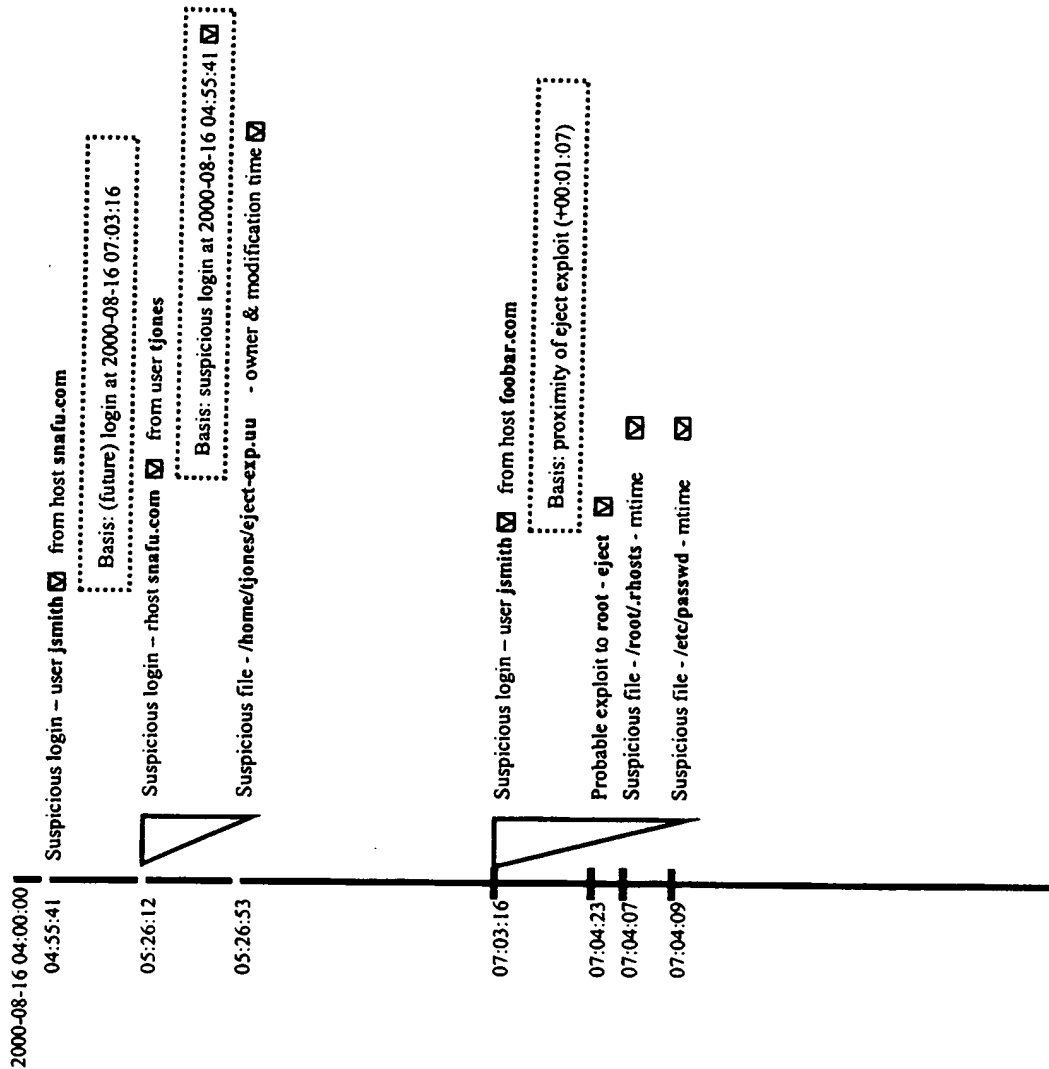 2000-08-16 04:00:00
04:55:41 Suspicious login – user jsmith ☑ from host snafu.com
Basis: (future) login at 2000-08-16 07:03:16
05:26:12 Suspicious login – rhost snafu.com ☑ from user tjones
Basis: suspicious login at 2000-08-16 04:55:41 ☑
05:26:53 Suspicious file - /home/tjones/eject-exp.uu - owner & modification time ☑
07:03:16 Suspicious login – user jsmith ☑ from host foobar.com
Basis: proximity of eject exploit (+00:01:07)
07:04:23 Probable exploit to root - eject ☑
07:04:07 Suspicious file - /root/.rhosts - mtime ☑
07:04:09 Suspicious file - /etc/passwd - mtime ☑